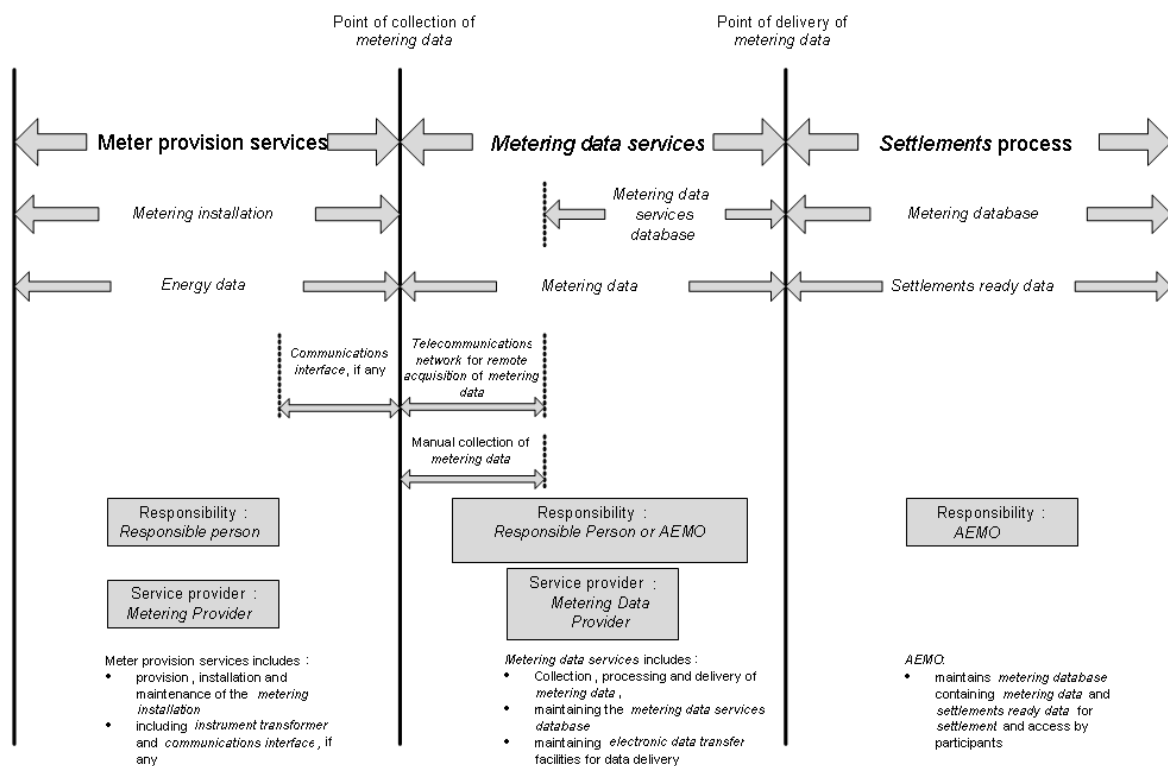 Point of collection of
metering data
Point of delivery of
metering data
Meter provision services
Metering data services
Settlements process
Metering installation
Metering data
services
database
Metering database
Energy data
Metering data
Settlements ready data
Communications
interface, if any
Telecommunications
network for remote
acquisition of metering
data
Manual collection of
metering data
Responsibility :
Responsible person
Responsibility :
Responsible Person or AEMO
Responsibility :
AEMO
Service provider :
Metering Provider
Service provider :
Metering Data
Provider
Meter provision services includes :
• provision, installation and
maintenance of the metering
installation
• including instrument transformer
and communications interface, if
any
Metering data services includes :
• Collection, processing and delivery of
metering data,
• maintaining the metering data services
database
• maintaining electronic data transfer
facilities for data delivery
AEMO:
• maintains metering database
containing metering data and
settlements ready data for
settlement and access by
participants